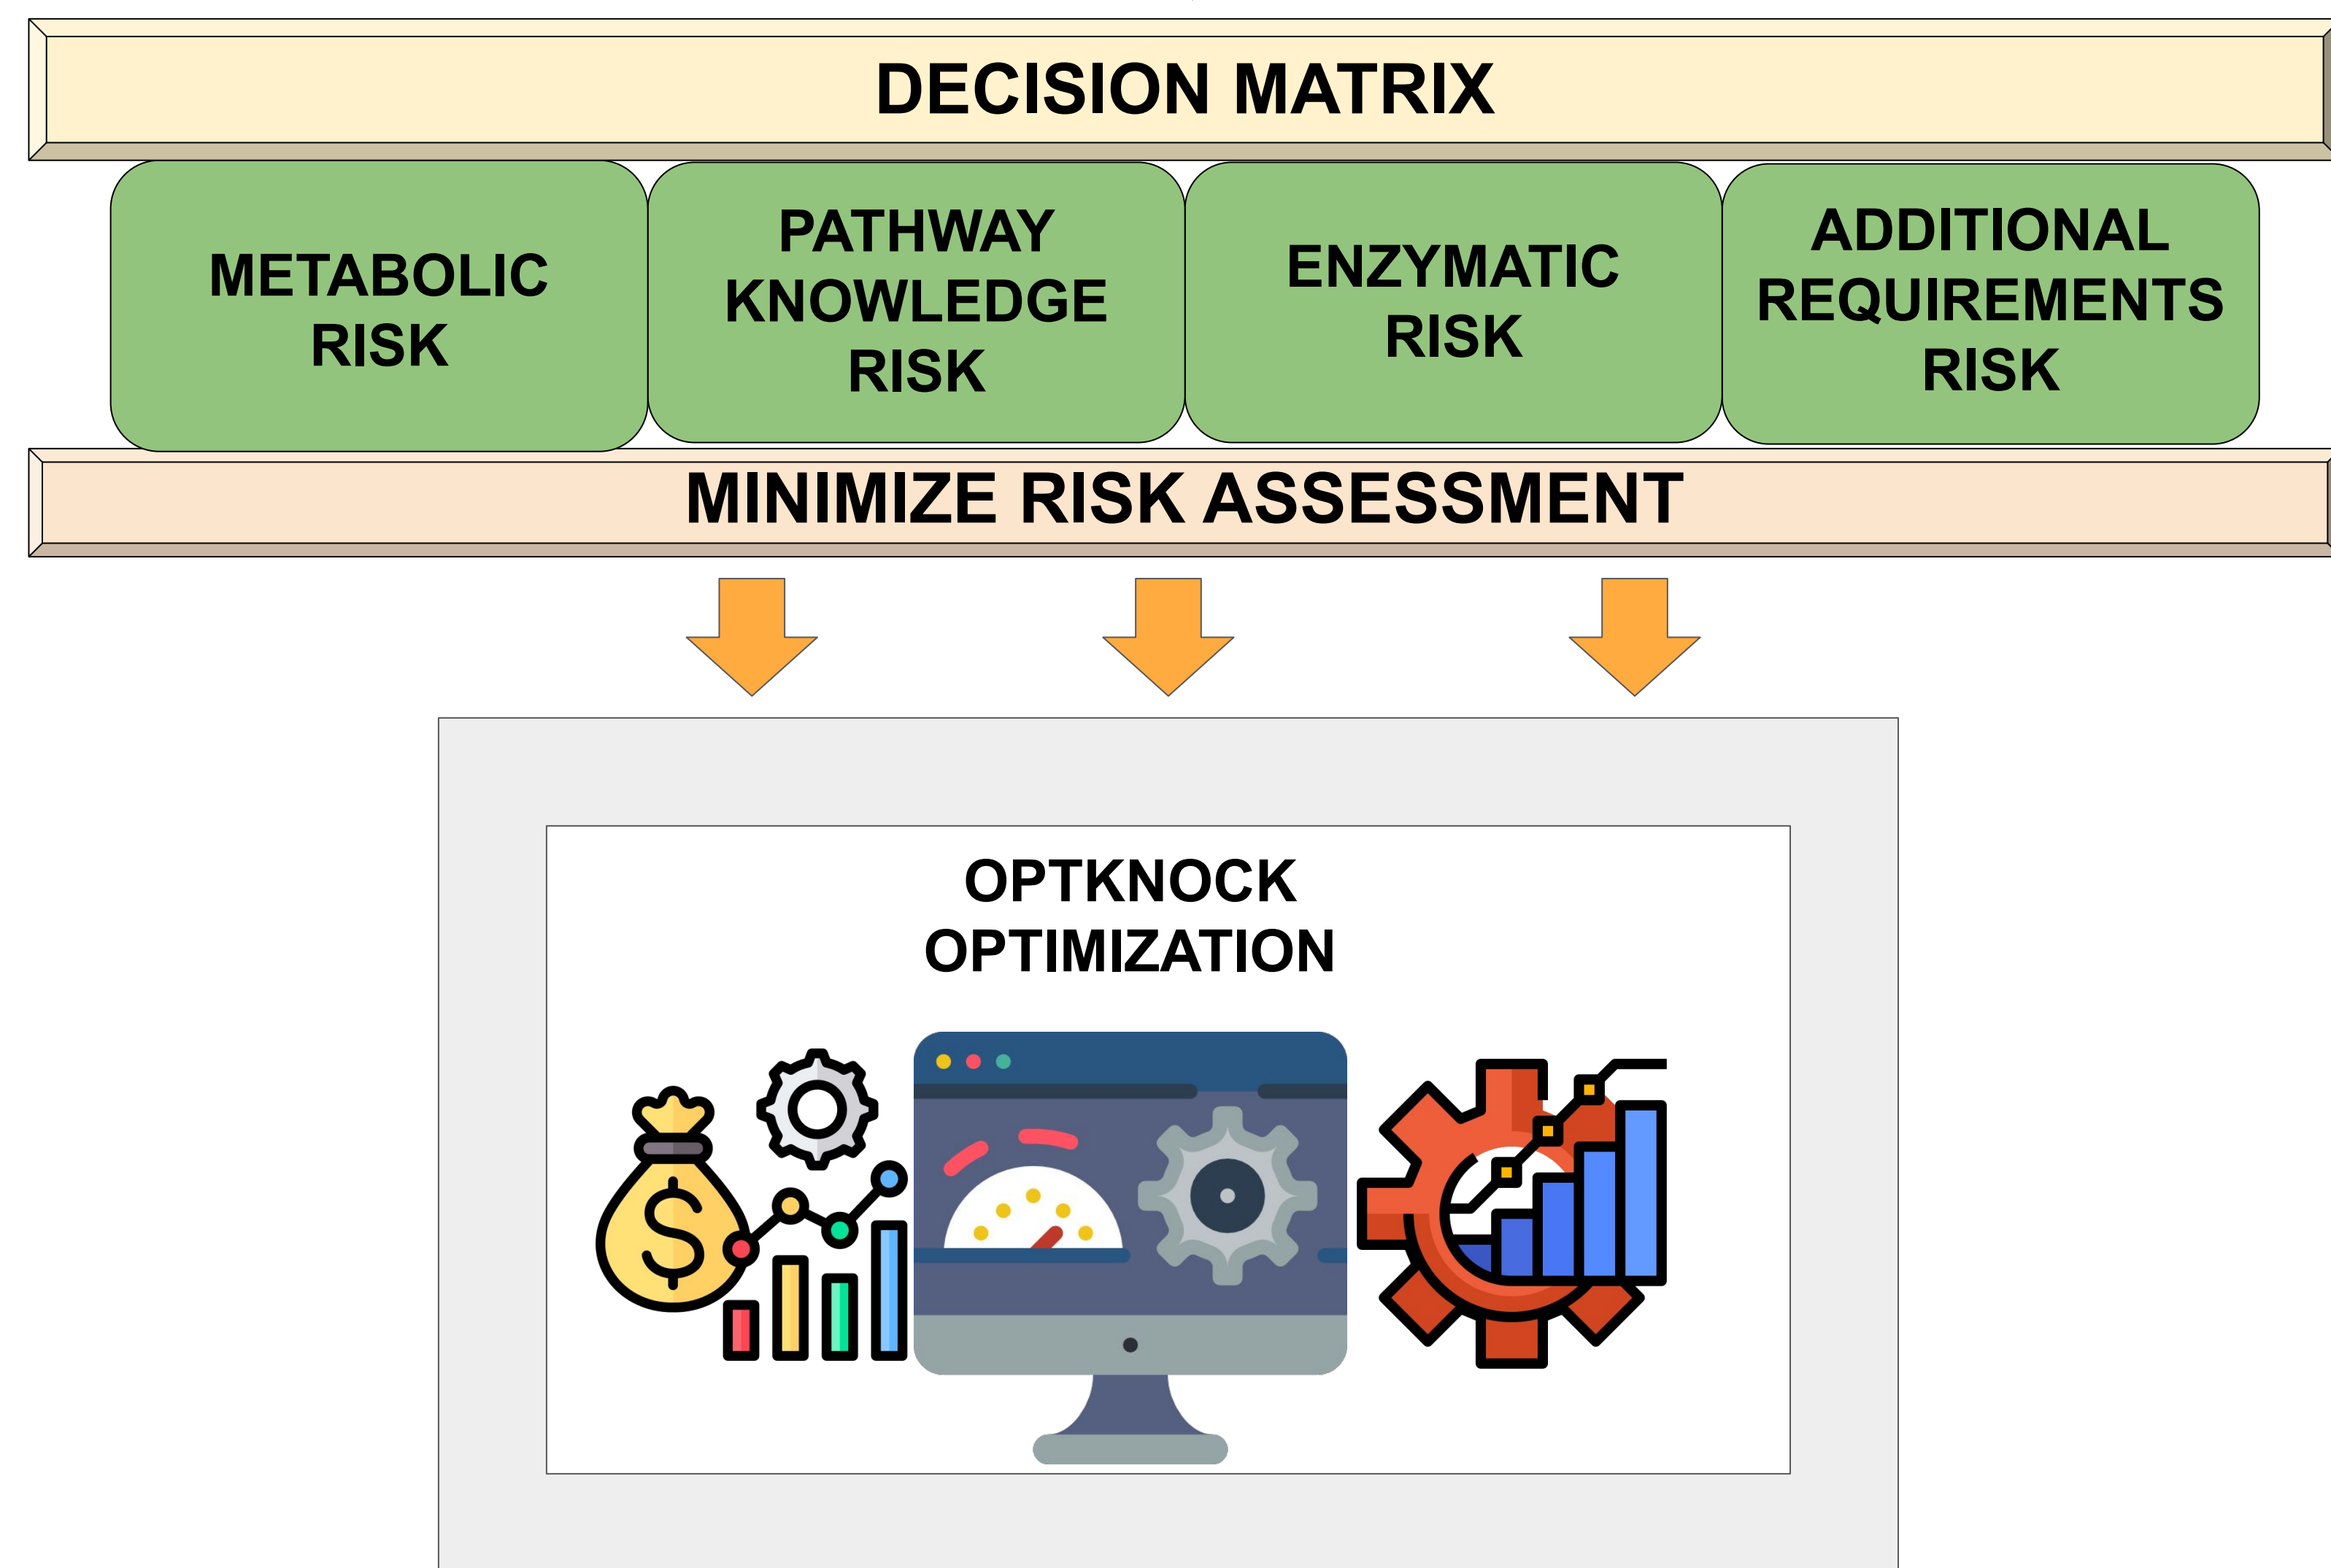 DECISION MATRIX
METABOLIC
RISK
PATHWAY
KNOWLEDGE
RISK
ENZYMATIC
RISK
ADDITIONAL
REQUIREMENTS
RISK
MINIMIZE RISK ASSESSMENT
OPTKNOCK
OPTIMIZATION
$